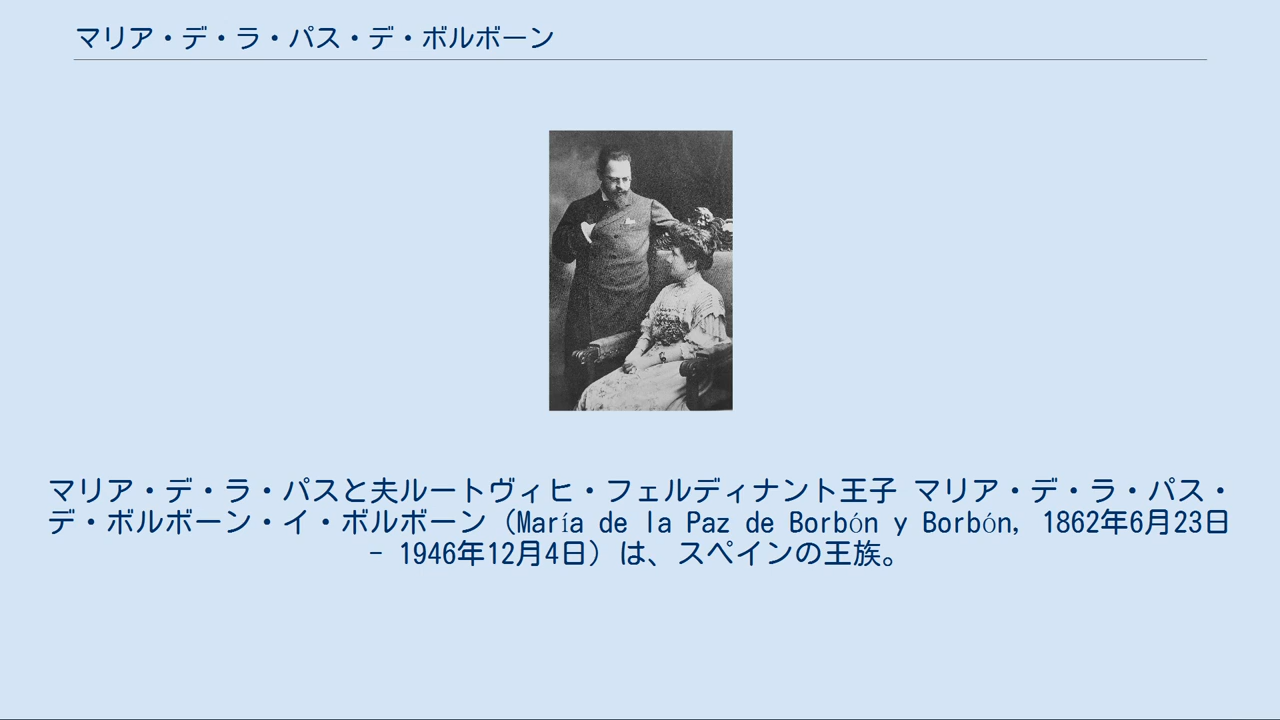 マリア・デ・ラ・パス・デ・ボルボーン
マリア・デ・ラ・パスと夫ルートヴィヒ・フェルディナント王子 マリア・デ・ラ・パス・
デ・ボルボーン・イ・ボルボーン（María de la Paz de Borbón y Borbón, 1862年6月23日
- 1946年12月4日）は、スペインの王族。